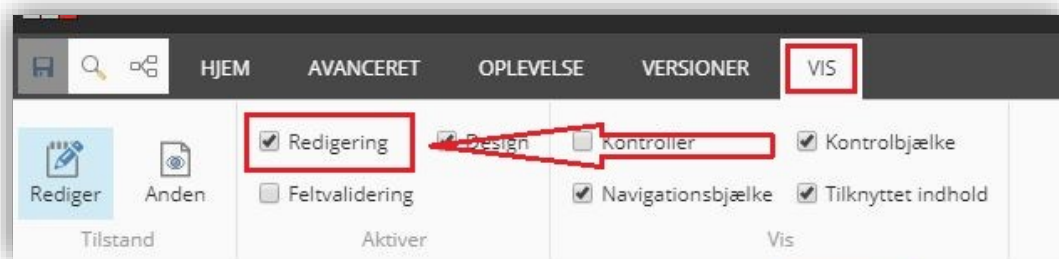 HJEM AVANCERET OPLEVELSE VERSIONER VIS
Redigering Design Kontroller Kontrolbjælke
Rediger Anden Feltvalidering Navigationsbjælke Tilknyttet indhold
Tilstand Aktiver Vis